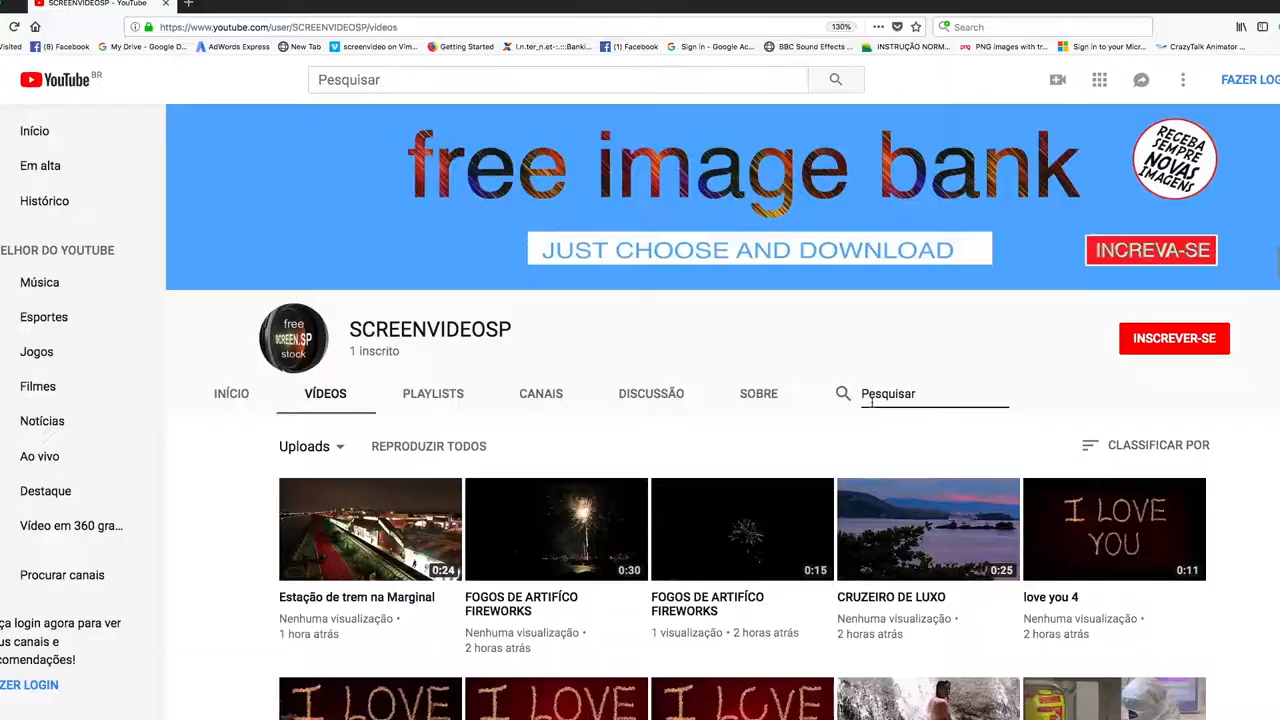 SCREENVIDEOSP - YouTube
https://www.youtube.com/user/SCREENVIDEOSP/videos
130%
Search
Visited
(8) Facebook
My Drive - Google D...
AdWords Express
New Tab
screenvideo on Vim...
Getting Started
I.n.ter_n-et-:..:Banki...
(1) Facebook
Sign in - Google Ac...
BBC Sound Effects ...
INSTRUÇÃO NORM...
PNG images with tr...
Sign in to your Micr...
CrazyTalk Animator ...
YouTube BR
Pesquisar
FAZER LOG
Início
Em alta
Histórico
ELHOR DO YOUTUBE
Música
Esportes
Jogos
Filmes
Notícias
Ao vivo
Destaque
Vídeo em 360 gra...
Procurar canais
ça login agora para ver
us canais e
comendações!
ZER LOGIN
free image bank
JUST CHOOSE AND DOWNLOAD
RECEBA
SEMPRE
NOVAS
IMAGENS
INCREVA-SE
free
SCREEN.SP
stock
SCREENVIDEOSP
1 inscrito
INSCREVER-SE
INÍCIO
VÍDEOS
PLAYLISTS
CANAIS
DISCUSSÃO
SOBRE
Pesquisar
Uploads
REPRODUZIR TODOS
CLASSIFICAR POR
0:24
Estação de trem na Marginal
Nenhuma visualização •
1 hora atrás
0:30
FOGOS DE ARTIFÍCO
FIREWORKS
Nenhuma visualização •
2 horas atrás
0:15
FOGOS DE ARTIFÍCO
FIREWORKS
1 visualização • 2 horas atrás
0:25
CRUZEIRO DE LUXO
Nenhuma visualização •
2 horas atrás
I LOVE
YOU
0:11
love you 4
Nenhuma visualização •
2 horas atrás
I LOVE
I LOVE
I LOVE